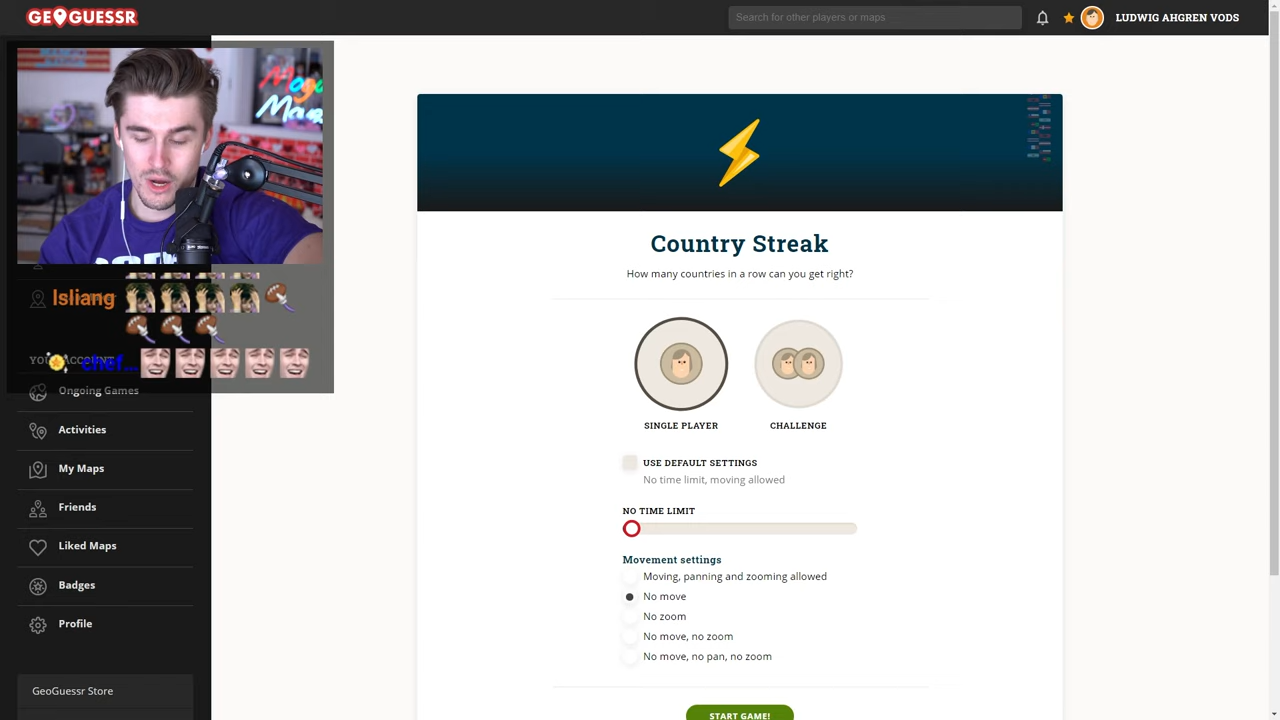 GEOGUESSR
Search for other players or maps
LUDWIG AHGREN VODS
lsliang
chef...
Ongoing Games
Activities
My Maps
Friends
Liked Maps
Badges
Profile
GeoGuessr Store
Country Streak
How many countries in a row can you get right?
SINGLE PLAYER
CHALLENGE
USE DEFAULT SETTINGS
No time limit, moving allowed
NO TIME LIMIT
Movement settings
Moving, panning and zooming allowed
No move
No zoom
No move, no zoom
No move, no pan, no zoom
START GAME!